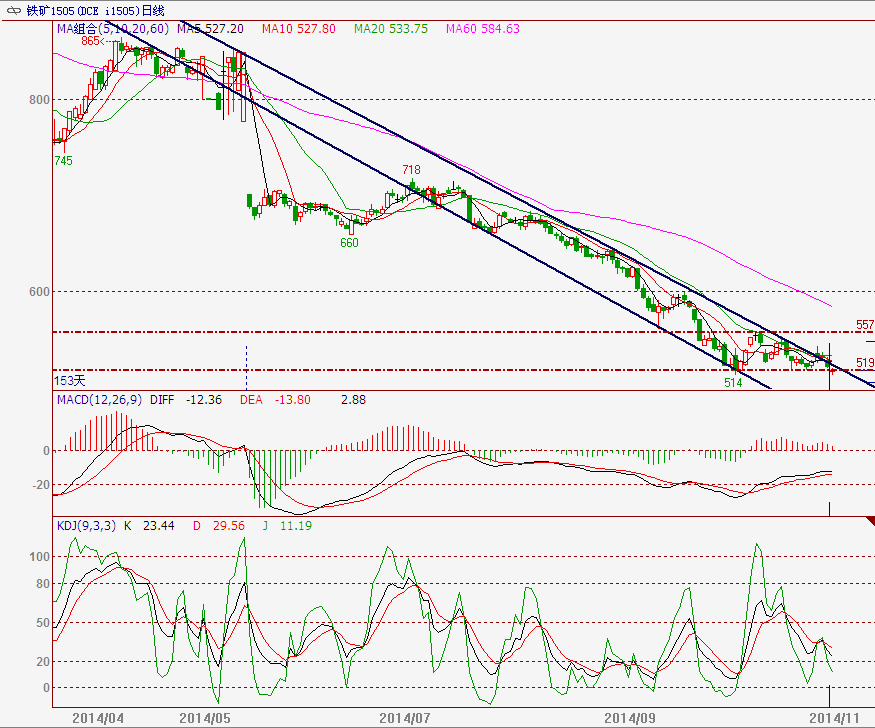 铁矿1505(DCE i1505)日线
MA组合(5,10,20,60) MA5 527.20 MA10 527.80 MA20 533.75 MA60 584.63
865
800
745
718
660
600
557
519
514
153天
MACD(12,26,9) DIFF -12.36 DEA -13.80 2.88
0
-20
KDJ(9,3,3) K 23.44 D 29.56 J 11.19
100
80
50
20
0
2014/04 2014/05 2014/07 2014/09 2014/11